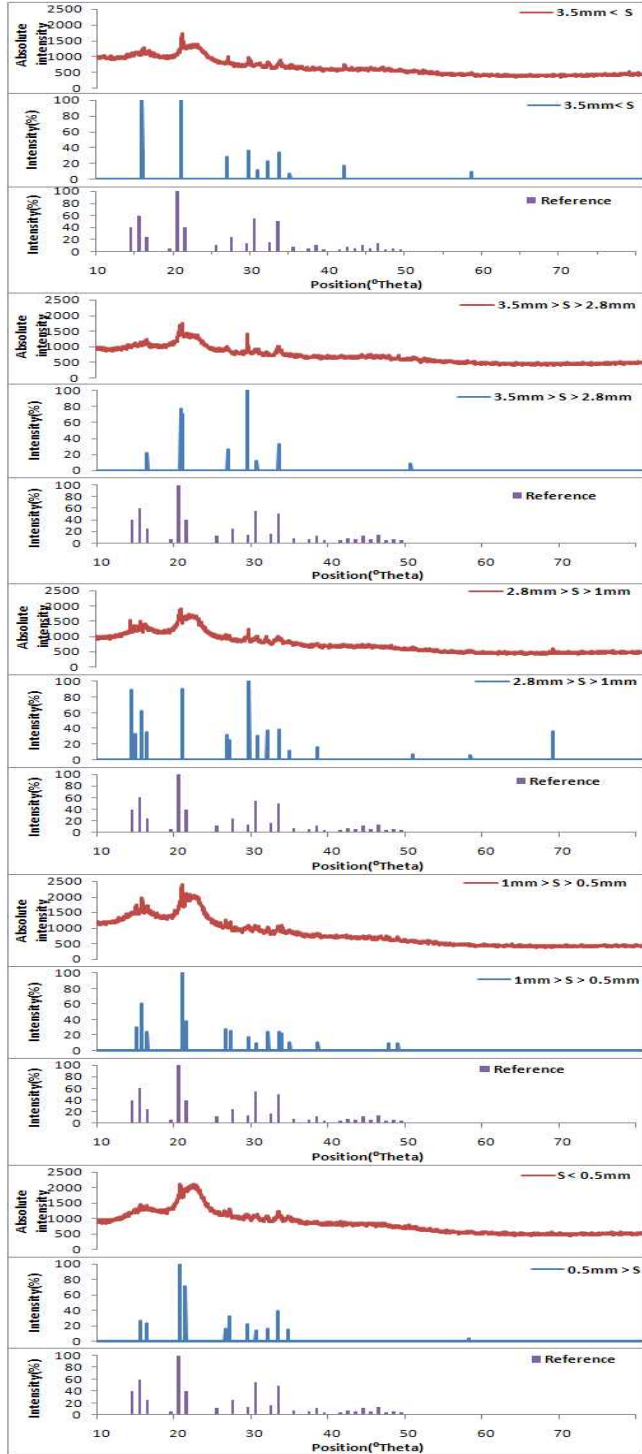 2500
2000
1500
1000
500
0
Absolute intensity
3.5mm < S
100
80
60
40
20
0
Intensity(%)
3.5mm< S
100
80
60
40
20
0
Intensity(%)
Reference
10 20 30 40 50 60 70
Position(°Theta)
2500
2000
1500
1000
500
0
Absolute intensity
3.5mm > S > 2.8mm
100
80
60
40
20
0
Intensity(%)
3.5mm > S > 2.8mm
100
80
60
40
20
0
Intensity(%)
Reference
10 20 30 40 50 60 70
Position(°Theta)
2500
2000
1500
1000
500
0
Absolute intensity
2.8mm > S > 1mm
100
80
60
40
20
0
Intensity(%)
2.8mm > S > 1mm
100
80
60
40
20
0
Intensity(%)
Reference
10 20 30 40 50 60 70
Position(°Theta)
2500
2000
1500
1000
500
0
Absolute intensity
1mm > S > 0.5mm
100
80
60
40
20
0
Intensity(%)
1mm > S > 0.5mm
100
80
60
40
20
0
Intensity(%)
Reference
10 20 30 40 50 60 70
Position(°Theta)
2500
2000
1500
1000
500
0
Absolute intensity
S < 0.5mm
100
80
60
40
20
0
Intensity(%)
0.5mm > S
100
80
60
40
20
0
Intensity(%)
Reference
10 20 30 40 50 60 70
Position(°Theta)